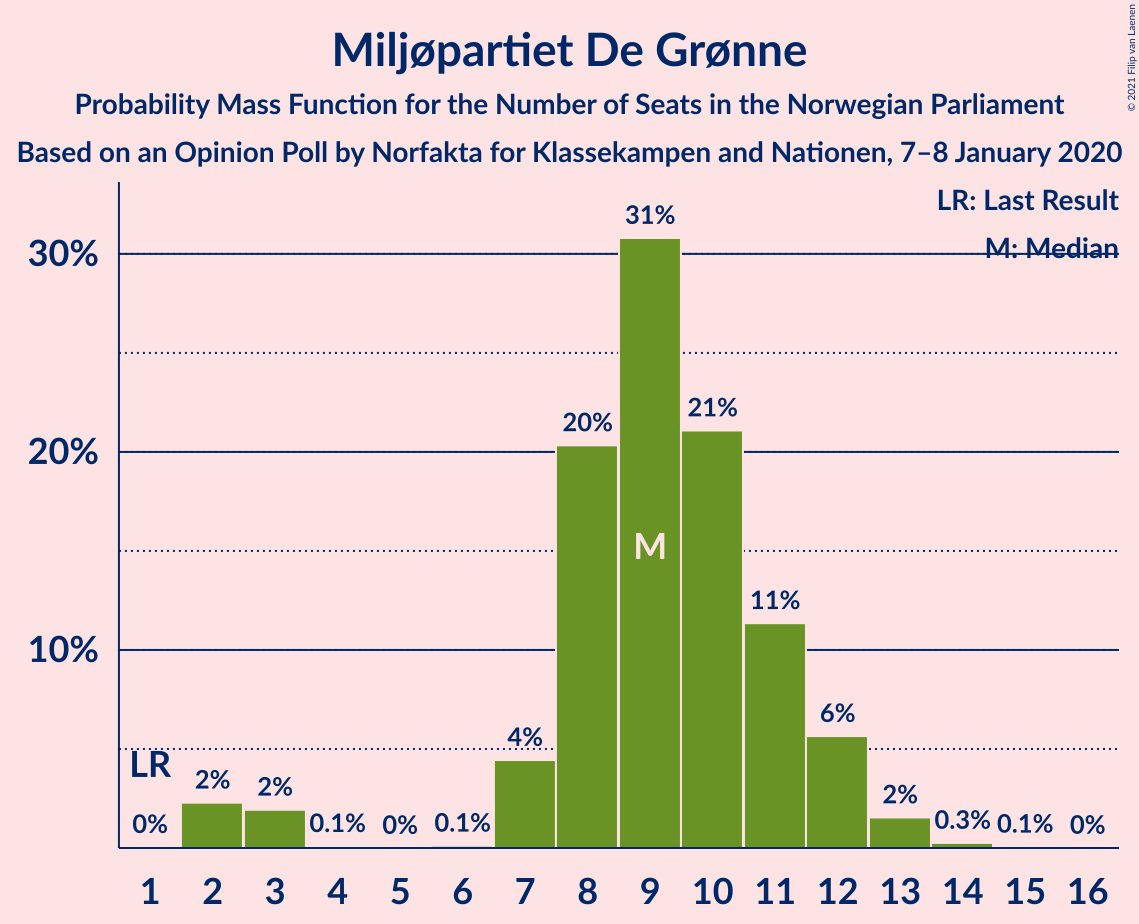 Miljøpartiet De Grønne
Probability Mass Function for the Number of Seats in the Norwegian Parliament
Based on an Opinion Poll by Norfakta for Klassekampen and Nationen, 7–8 January 2020
© 2021 Filip van Laenen
LR: Last Result
M: Median
30%
20%
10%
LR
0%
2%
2%
0.1%
0%
0.1%
4%
20%
31%
M
21%
11%
6%
2%
0.3%
0.1%
0%
1 2 3 4 5 6 7 8 9 10 11 12 13 14 15 16